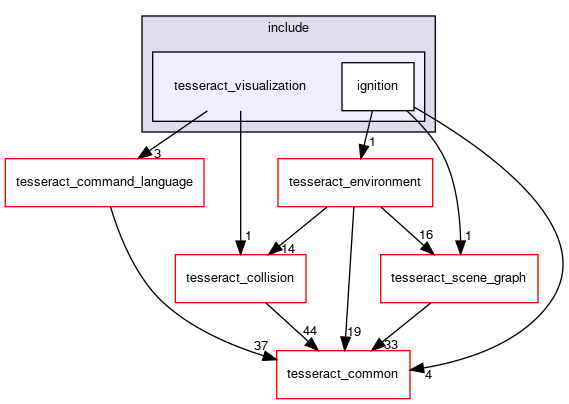 include
tesseract_visualization
ignition
1
3
tesseract_command_language
tesseract_environment
1
16
1
14
tesseract_collision
tesseract_scene_graph
44
19
33
37
tesseract_common
4